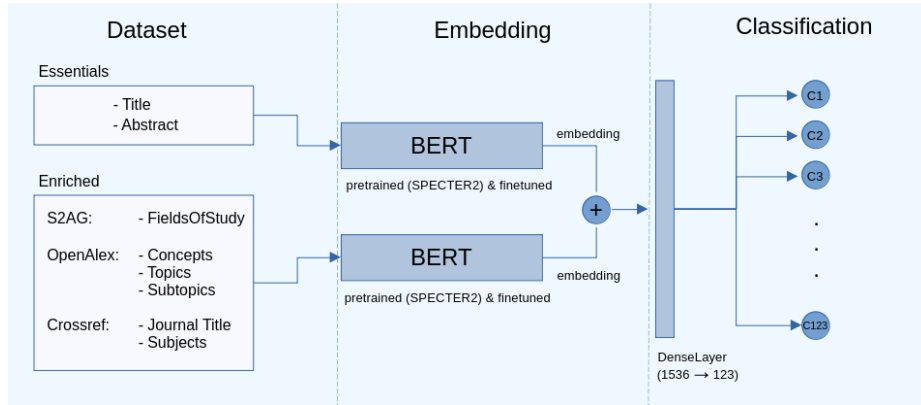 Dataset
Embedding
Classification
Essentials
- Title
- Abstract
Enriched
S2AG: - FieldsOfStudy
OpenAlex: - Concepts
- Topics
- Subtopics
Crossref: - Journal Title
- Subjects
BERT
pretrained (SPECTER2) & finetuned
embedding
+
BERT
pretrained (SPECTER2) & finetuned
embedding
DenseLayer
(1536 → 123)
C1
C2
C3
.
.
.
C123